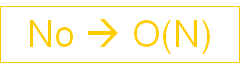 No → O(N)